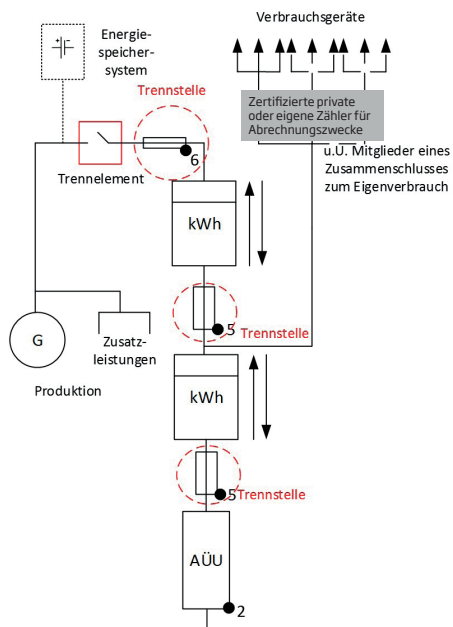 Energie-
speicher-
system
Verbrauchsgeräte
Trennstelle
Zertifizierte private
oder eigene Zähler für
Abrechnungszwecke
u.U. Mitglieder eines
Zusammenschlusses
zum Eigenverbrauch
6
Trennelement
kWh
5
Trennstelle
G
Zusatz-
leistungen
Produktion
kWh
5
Trennstelle
AÜU
2